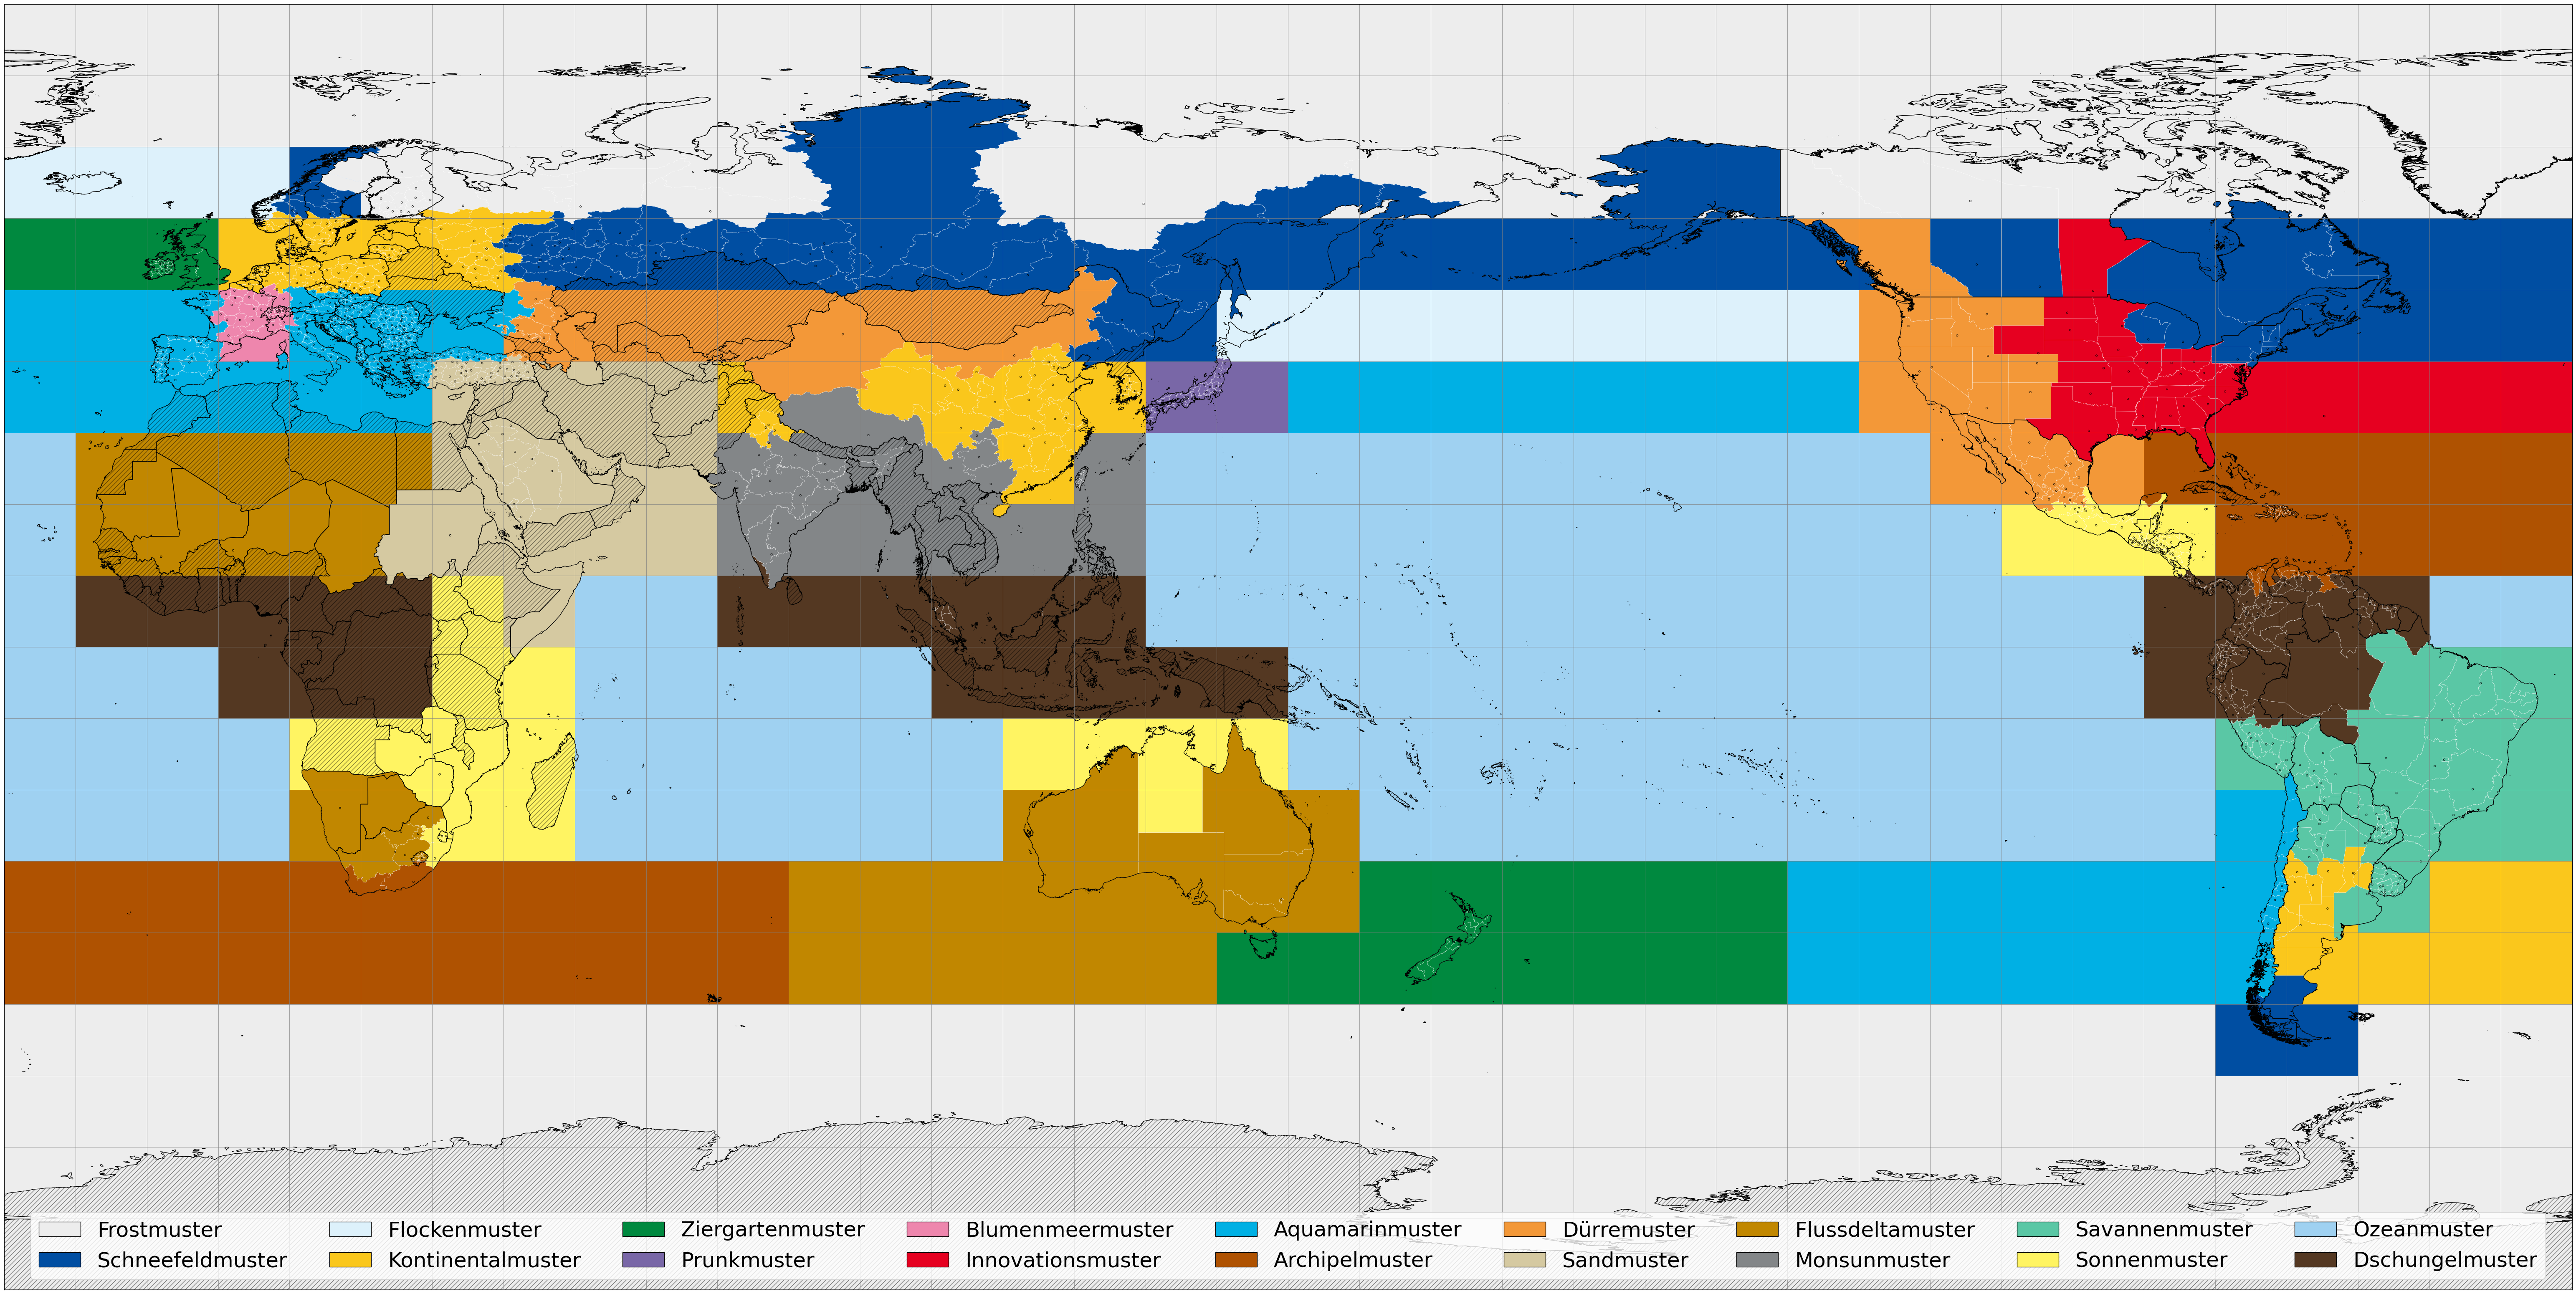 Frostmuster Flockenmuster Ziergartenmuster Blumenmeermuster Aquamarinmuster Dürremuster Flussdeltamuster Savannenmuster Ozeanmuster
Schneefeldmuster Kontinentalmuster Prunkmuster Innovationsmuster Archipelmuster Sandmuster Monsunmuster Sonnenmuster Dschungelmuster